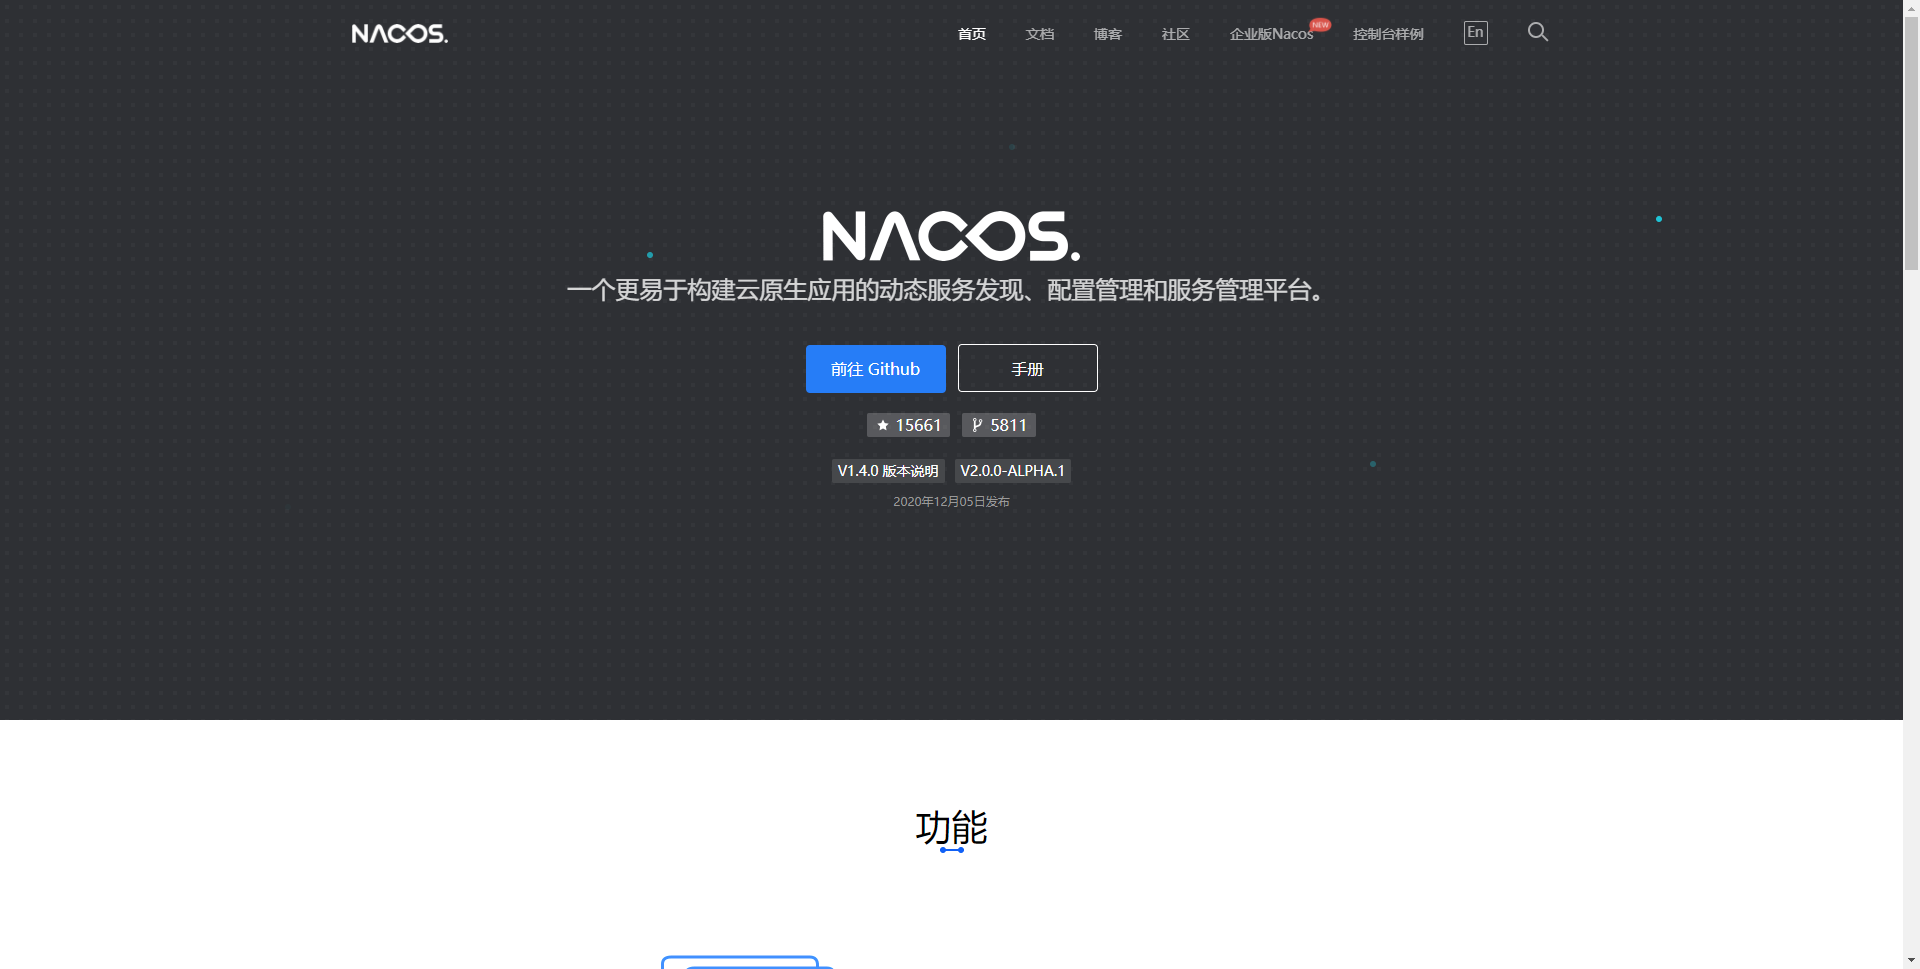 NACOS. 首页 文档 博客 社区 企业版Nacos NEW 控制台样例 En
NACOS.
一个更易于构建云原生应用的动态服务发现、配置管理和服务管理平台。
前往 Github 手册
15661 5811
V1.4.0 版本说明 V2.0.0-ALPHA.1
2020年12月05日发布
功能